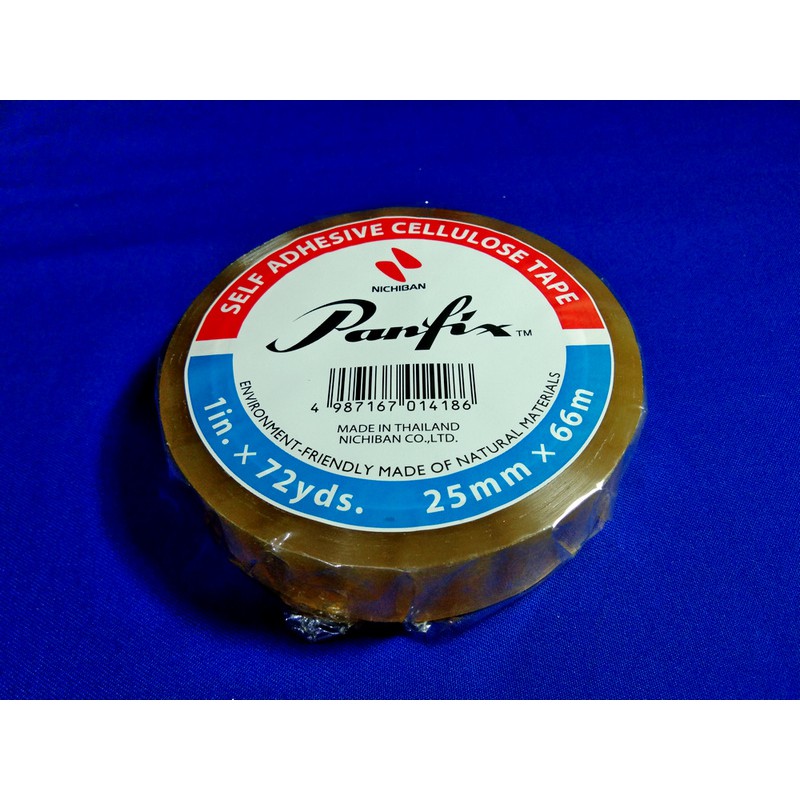 SELF ADHESIVE CELLULOSE TAPE
NICHIBAN
Panfix™
4 987167 014186
MADE IN THAILAND
NICHIBAN CO.,LTD.
ENVIRONMENT-FRIENDLY MADE OF NATURAL MATERIALS
1in. x 72yds. 25mm x 66m